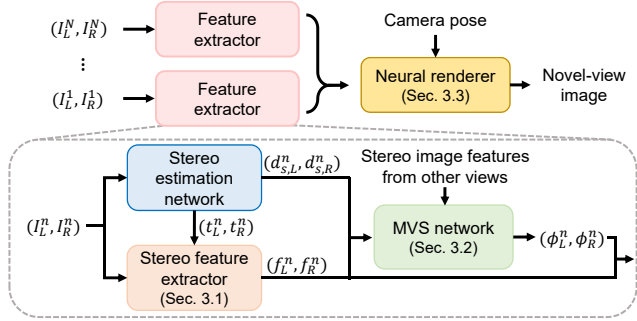 (I_L^N, I_R^N)
Feature
extractor
⋮
(I_L^1, I_R^1)
Feature
extractor
Camera pose
Neural renderer
(Sec. 3.3)
Novel-view
image
(I_L^n, I_R^n)
Stereo
estimation
network
(d_{s,L}^n, d_{s,R}^n)
(t_L^n, t_R^n)
Stereo feature
extractor
(Sec. 3.1)
(f_L^n, f_R^n)
Stereo image features
from other views
MVS network
(Sec. 3.2)
(ϕ_L^n, ϕ_R^n)